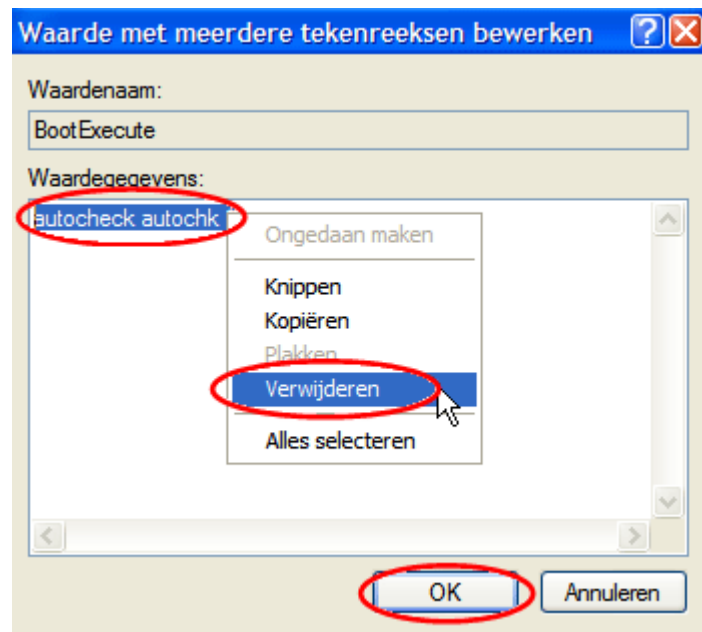 Waarde met meerdere tekenreeksen bewerken
Waardenaam:
BootExecute
Waardegegevens:
autocheck autochk
Ongedaan maken
Knippen
Kopiëren
Plakken
Verwijderen
Alles selecteren
OK
Annuleren